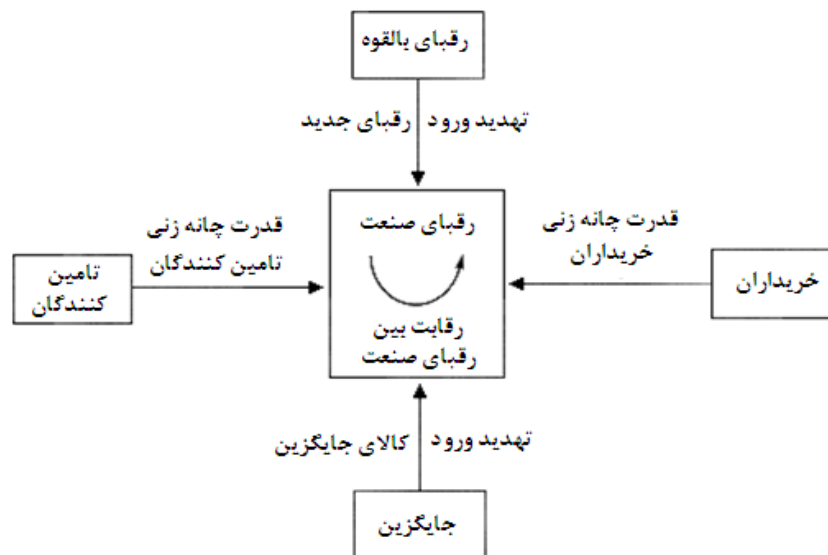 رقبای بالقوه
تهدید ورود رقبای جدید
رقبای صنعت
رقابت بین
رقبای صنعت
قدرت چانه زنی
خریداران
خریداران
قدرت چانه زنی
تامین کنندگان
تامین
کنندگان
تهدید ورود کالای جایگزین
جایگزین